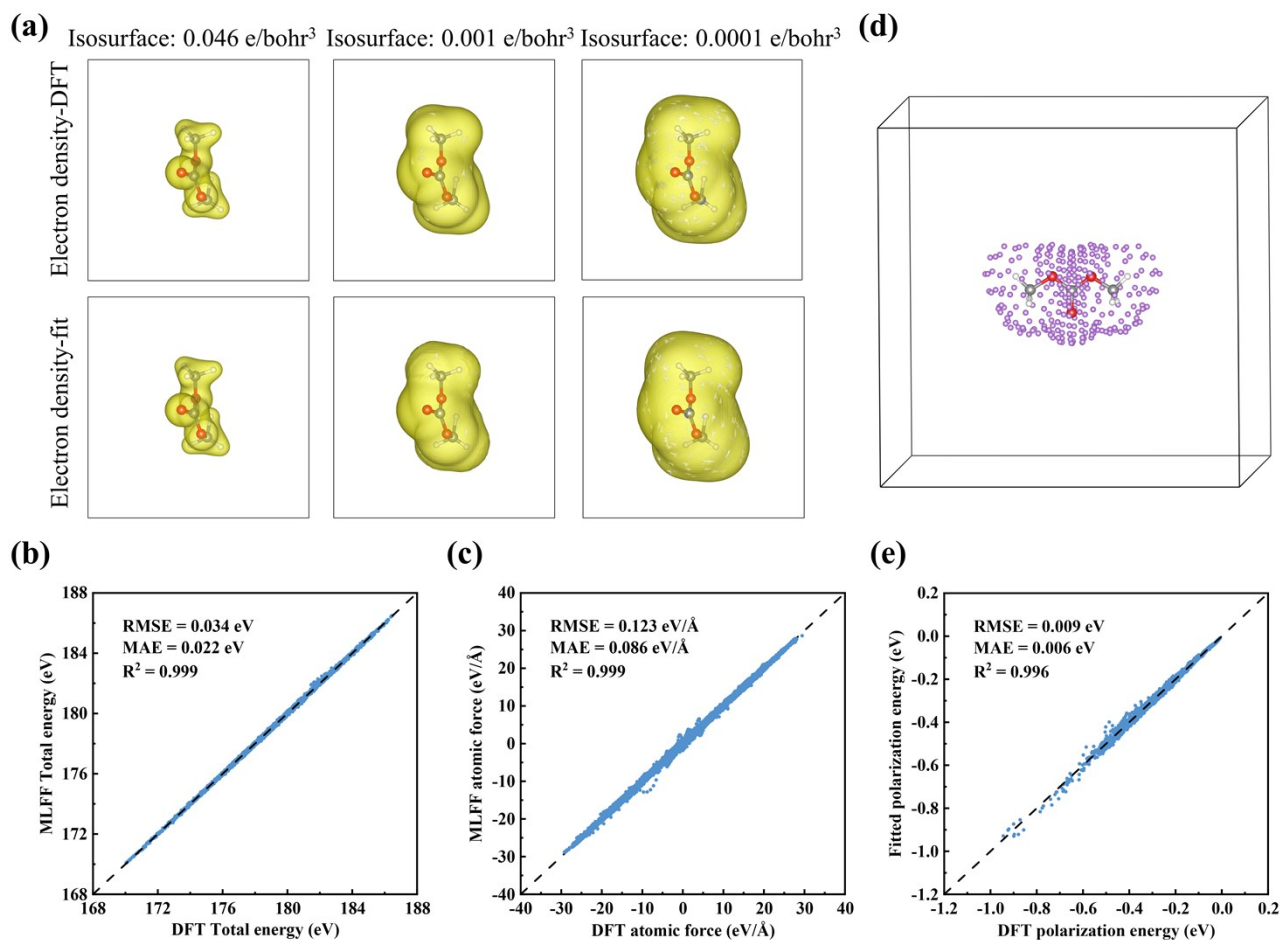 (a)
Isosurface: 0.046 e/bohr³ Isosurface: 0.001 e/bohr³ Isosurface: 0.0001 e/bohr³
Electron density-DFT
Electron density-fit
(d)
(b)
188
184
180
176
172
168
MLFF Total energy (eV)
RMSE = 0.034 eV
MAE = 0.022 eV
R² = 0.999
168 172 176 180 184 188
DFT Total energy (eV)
(c)
40
30
20
10
0
-10
-20
-30
-40
MLFF atomic force (eV/Å)
RMSE = 0.123 eV/Å
MAE = 0.086 eV/Å
R² = 0.999
-40 -30 -20 -10 0 10 20 30 40
DFT atomic force (eV/Å)
(e)
0.2
0.0
-0.2
-0.4
-0.6
-0.8
-1.0
-1.2
Fitted polarization energy (eV)
RMSE = 0.009 eV
MAE = 0.006 eV
R² = 0.996
-1.2 -1.0 -0.8 -0.6 -0.4 -0.2 0.0 0.2
DFT polarization energy (eV)